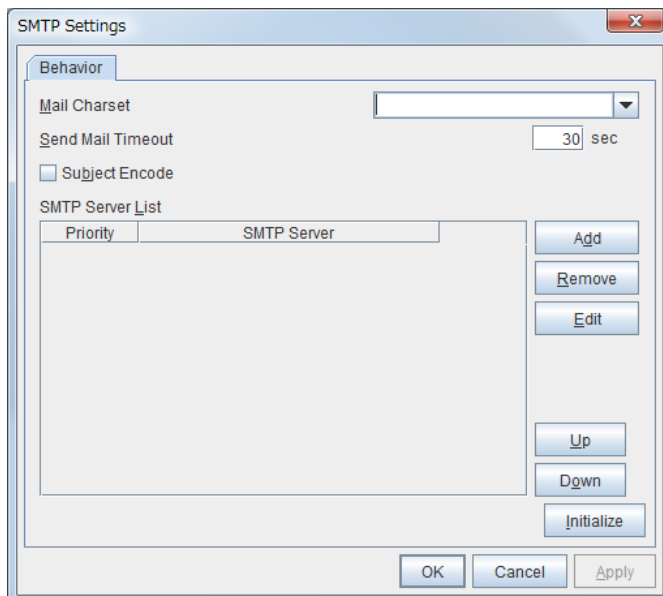 SMTP Settings
Behavior
Mail Charset
Send Mail Timeout 30 sec
Subject Encode
SMTP Server List
Priority SMTP Server
Add
Remove
Edit
Up
Down
Initialize
OK Cancel Apply